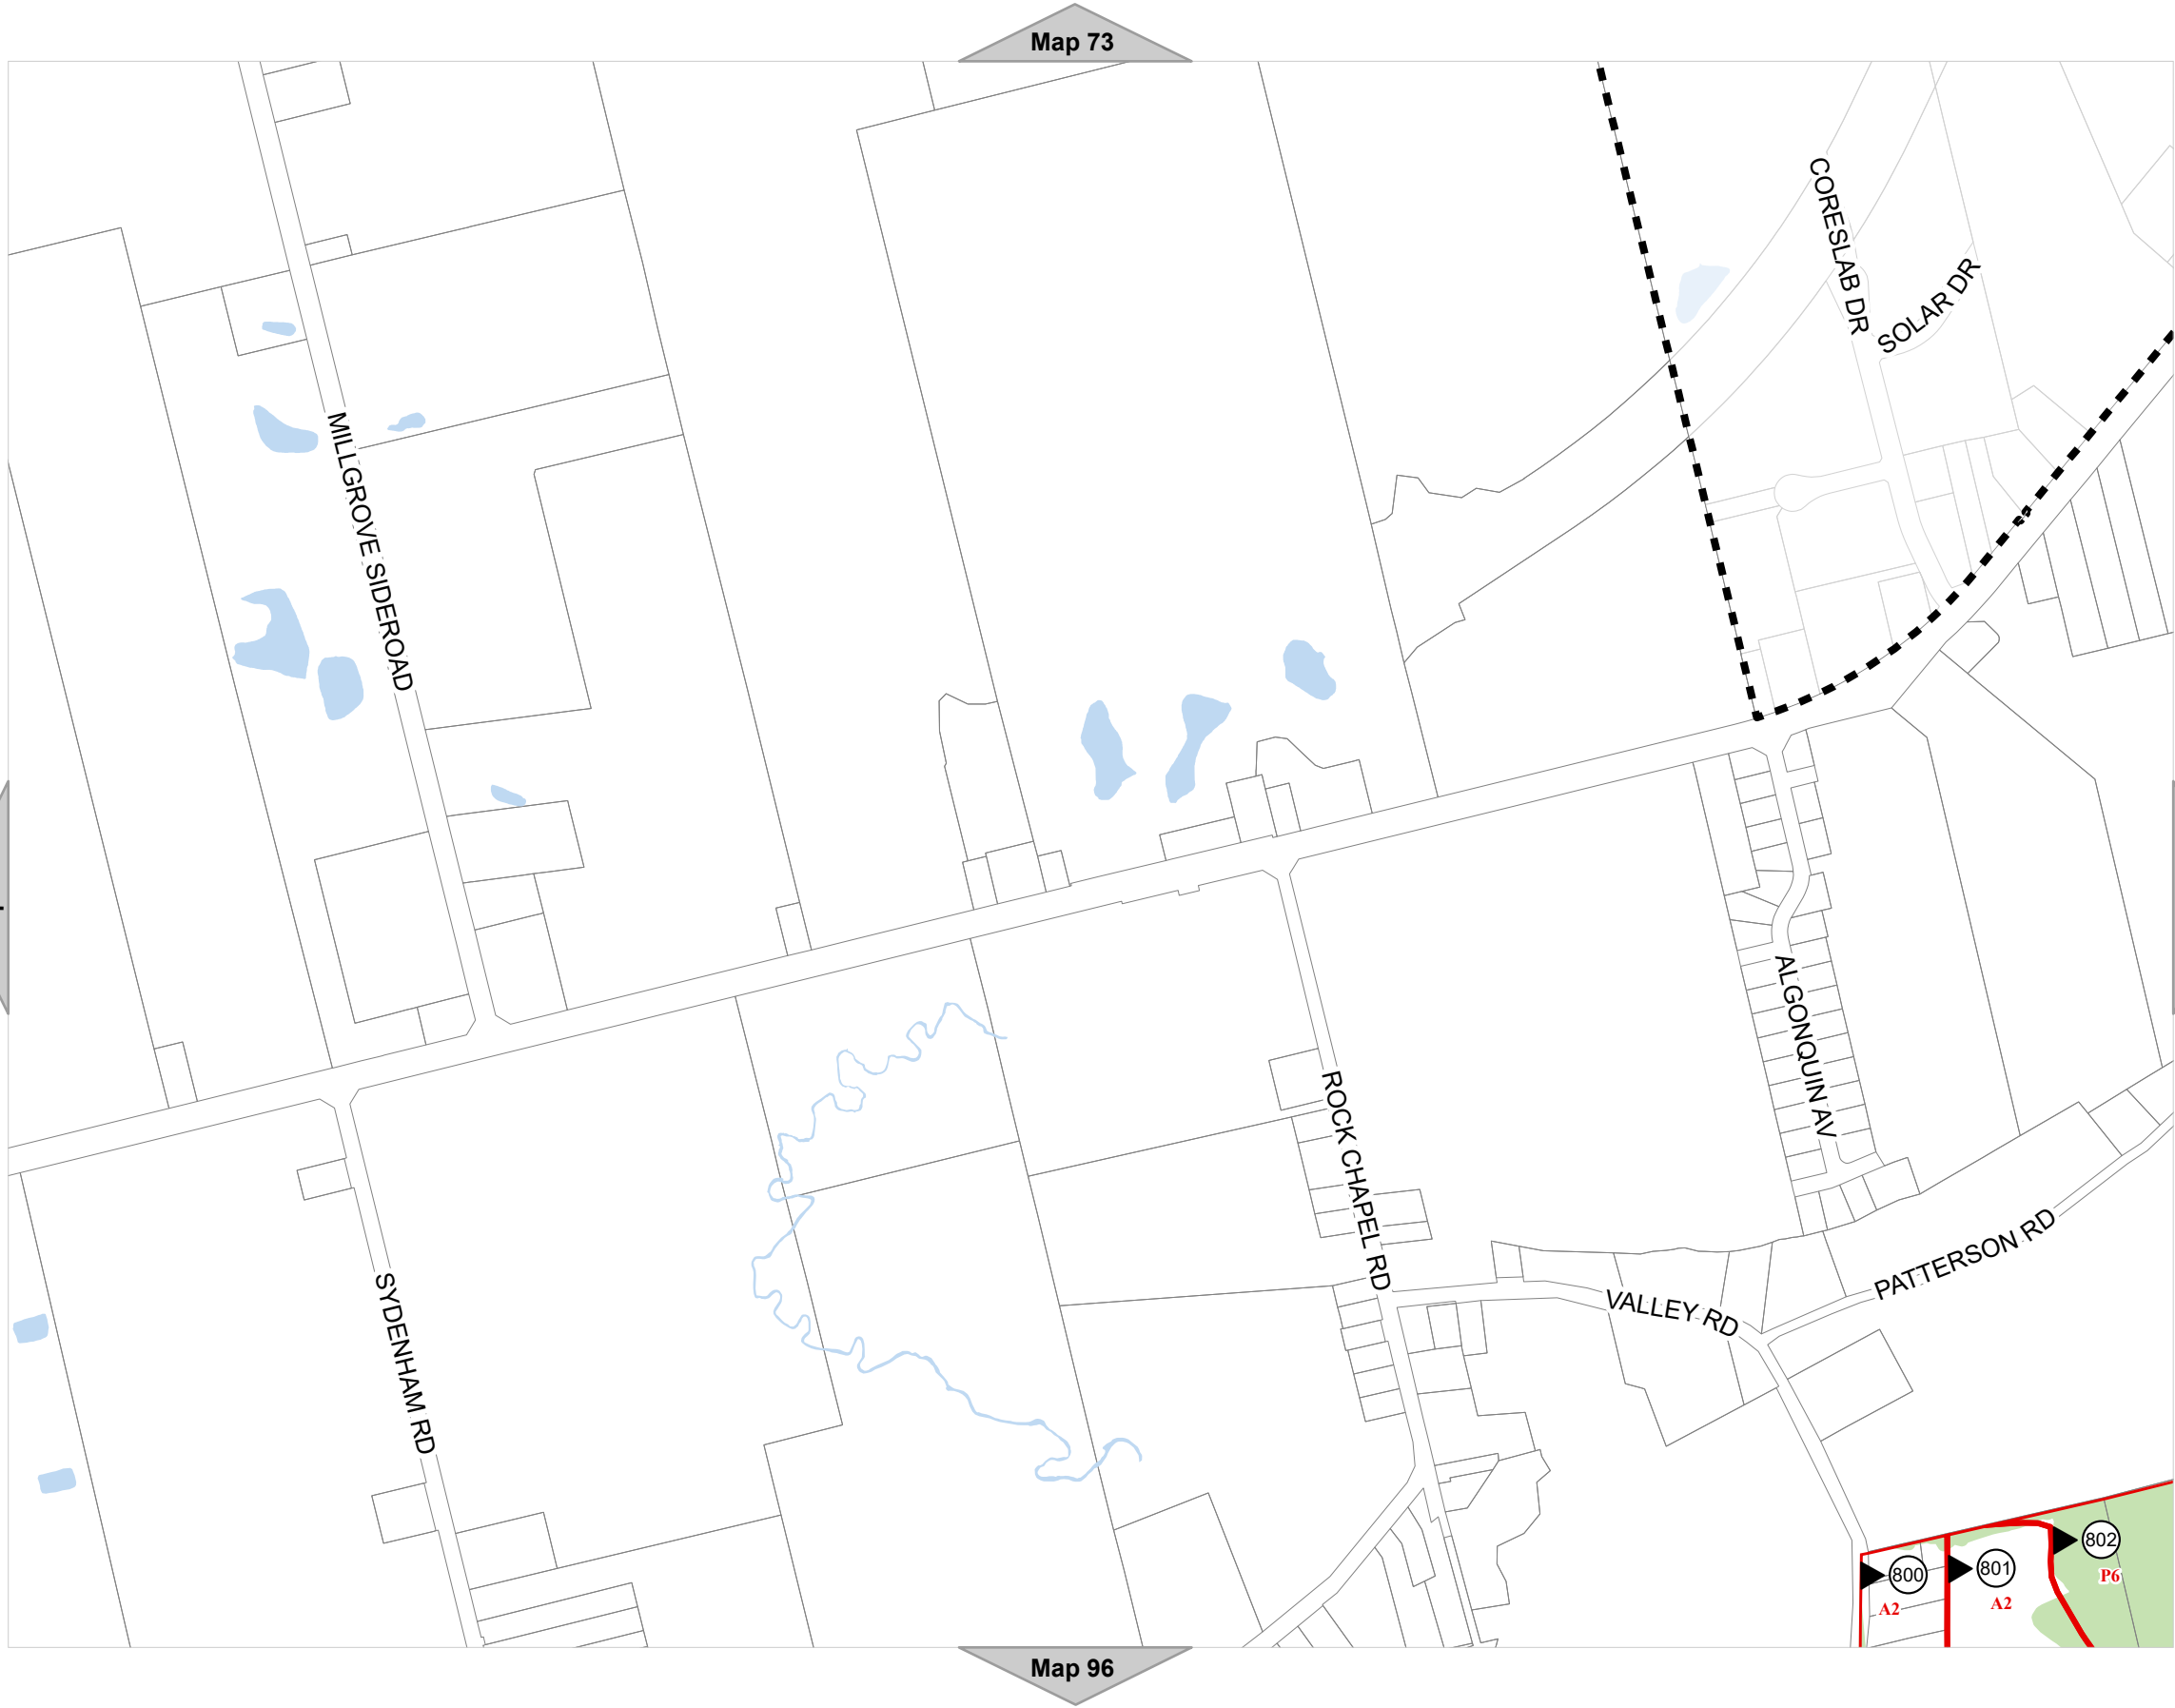 Map 73
CORESLAB DR
SOLAR DR
MILLGROVE SIDEROAD
ALGONQUIN AV
ROCK CHAPEL RD
PATTERSON RD
SYDENHAM RD
VALLEY RD
802
801
800
P6
A2
A2
Map 96